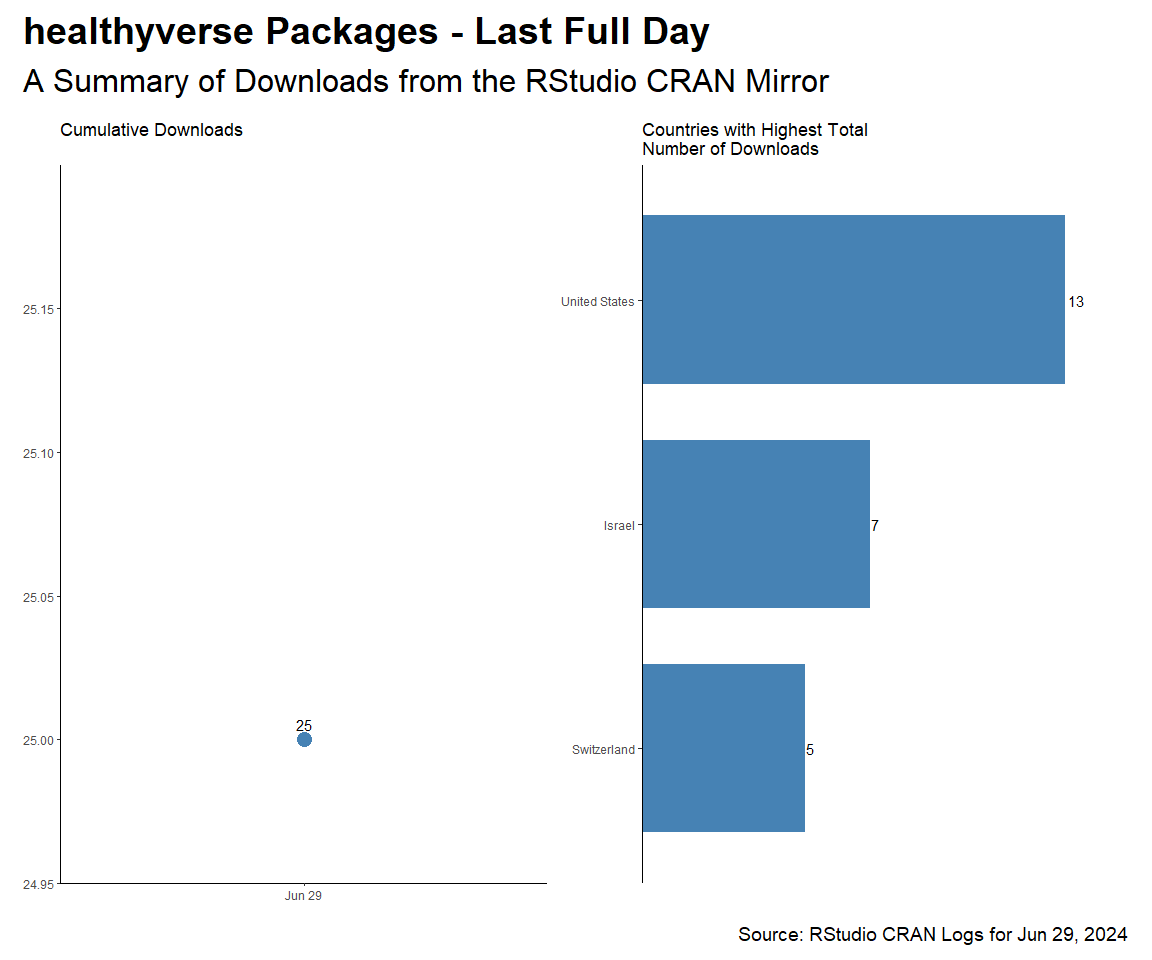 healthyverse Packages - Last Full Day
A Summary of Downloads from the RStudio CRAN Mirror
Cumulative Downloads
25.15
25.10
25.05
25.00
24.95
25
Jun 29
Countries with Highest Total
Number of Downloads
United States
13
Israel
7
Switzerland
5
Source: RStudio CRAN Logs for Jun 29, 2024